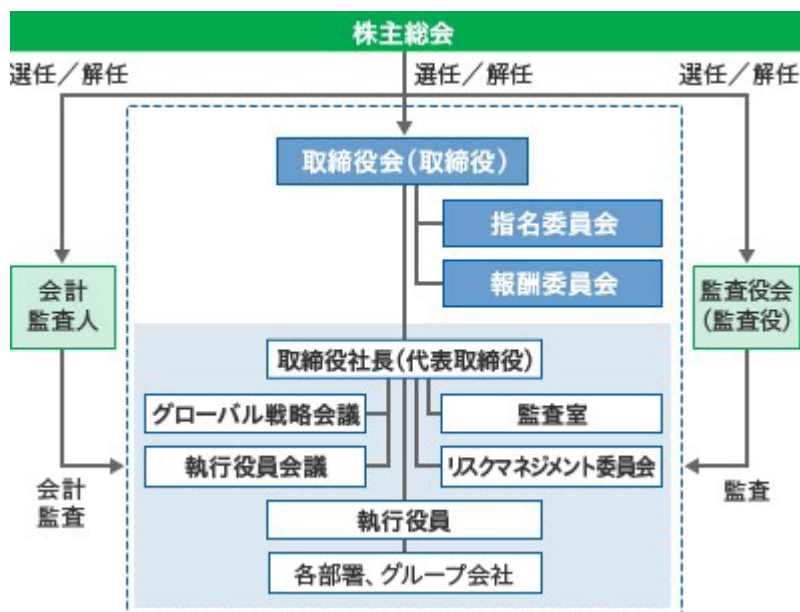 株主総会
選任／解任
選任／解任
選任／解任
取締役会（取締役）
指名委員会
報酬委員会
会計
監査人
監査役会
（監査役）
取締役社長（代表取締役）
グローバル戦略会議
監査室
執行役員会議
リスクマネジメント委員会
会計
監査
監査
執行役員
各部署、グループ会社